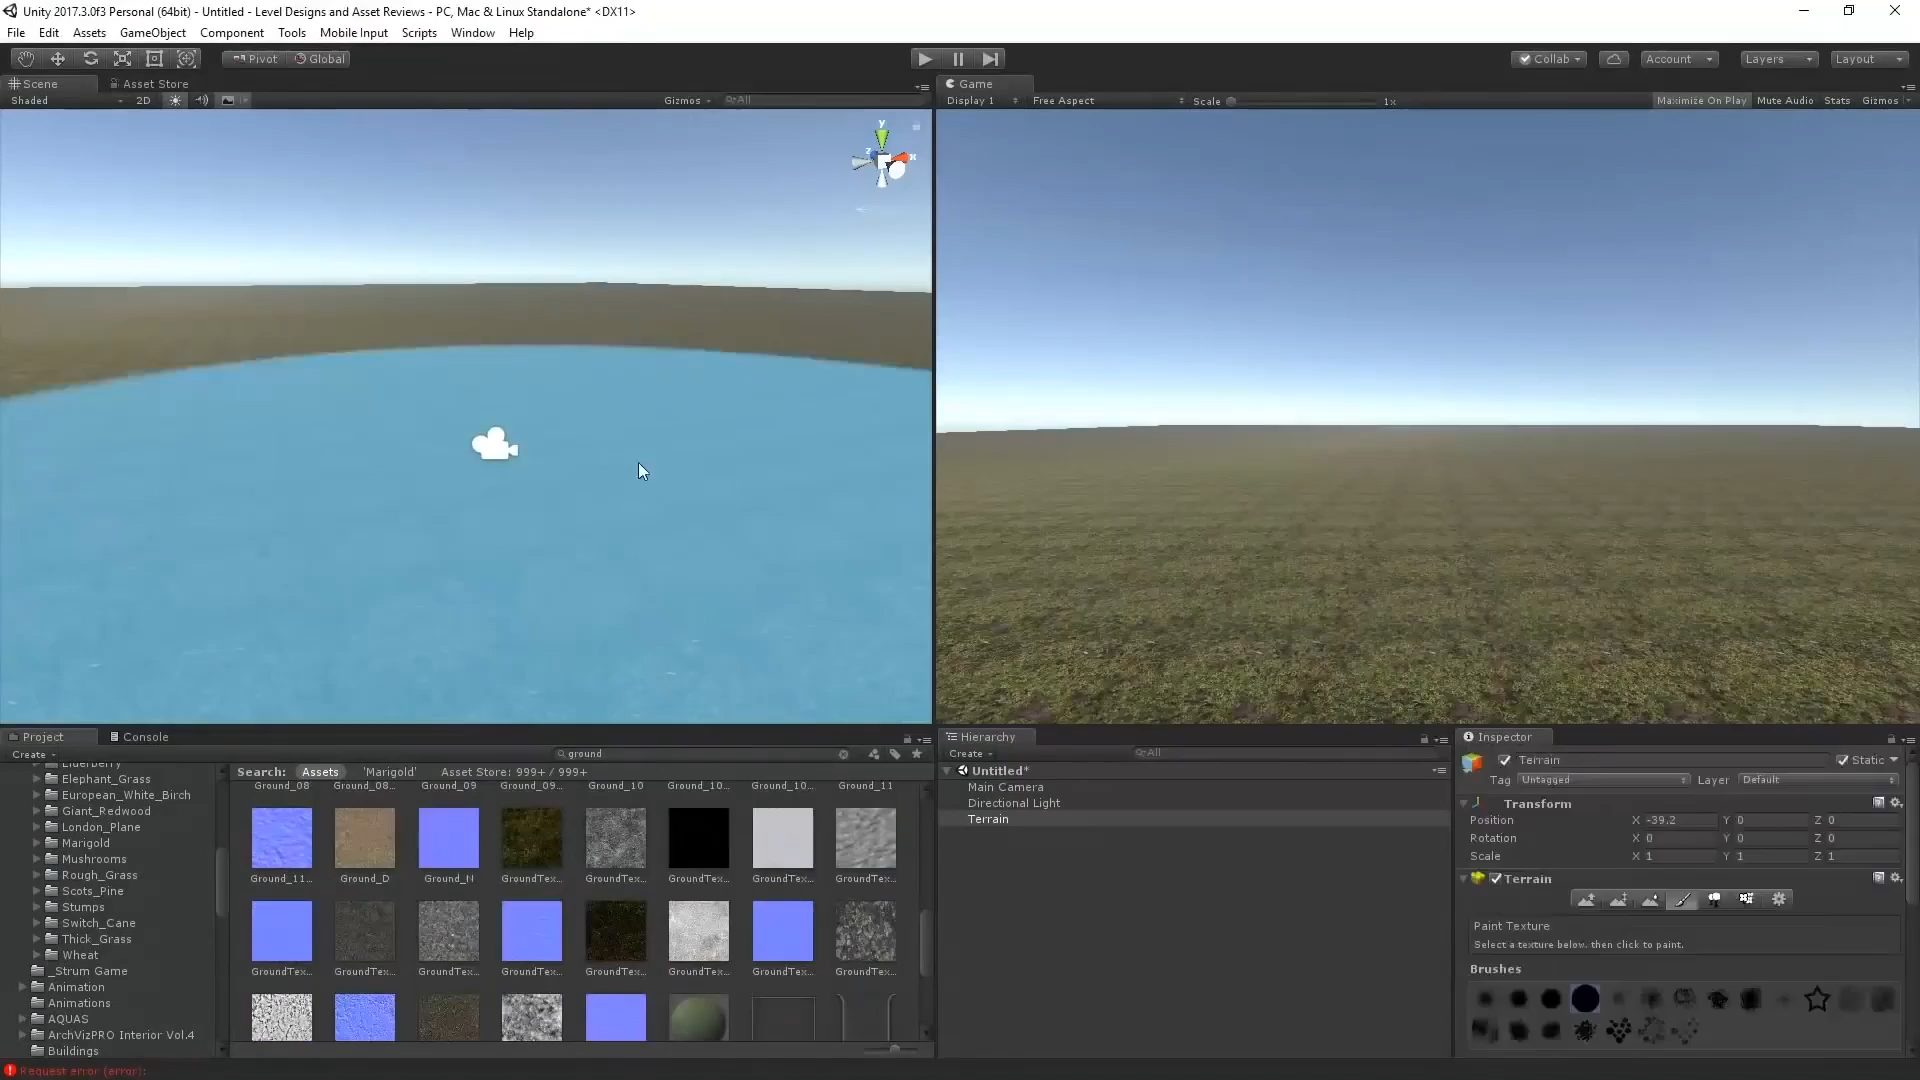 Unity 2017.3.0f3 Personal (64bit) - Untitled - Level Designs and Asset Reviews - PC, Mac & Linux Standalone* <DX11>
File Edit Assets GameObject Component Tools Mobile Input Scripts Window Help
Pivot Global Collab Account Layers Layout
Scene Asset Store
Shaded 2D Gizmos All
y
z x
Game
Display 1 Free Aspect Scale 1x Maximize On Play Mute Audio Stats Gizmos
Project Console
Create ground
Elderberry
Elephant_Grass
European_White_Birch
Giant_Redwood
London_Plane
Marigold
Mushrooms
Rough_Grass
Scots_Pine
Stumps
Switch_Cane
Thick_Grass
Wheat
_Strum Game
Animation
Animations
AQUAS
ArchVizPRO Interior Vol.4
Buildings
Search: Assets 'Marigold' Asset Store: 999+ / 999+
Ground_08 Ground_08... Ground_09 Ground_09... Ground_10 Ground_10... Ground_10... Ground_11
Ground_11... Ground_D Ground_N GroundTex... GroundTex... GroundTex... GroundTex... GroundTex...
GroundTex... GroundTex... GroundTex... GroundTex... GroundTex... GroundTex... GroundTex... GroundTex...
Hierarchy
Create All
Untitled*
Main Camera
Directional Light
Terrain
Inspector
Terrain Static
Tag Untagged Layer Default
Transform
Position X -39.2 Y 0 Z 0
Rotation X 0 Y 0 Z 0
Scale X 1 Y 1 Z 1
Terrain
Paint Texture
Select a texture below, then click to paint.
Brushes
Request error (error):